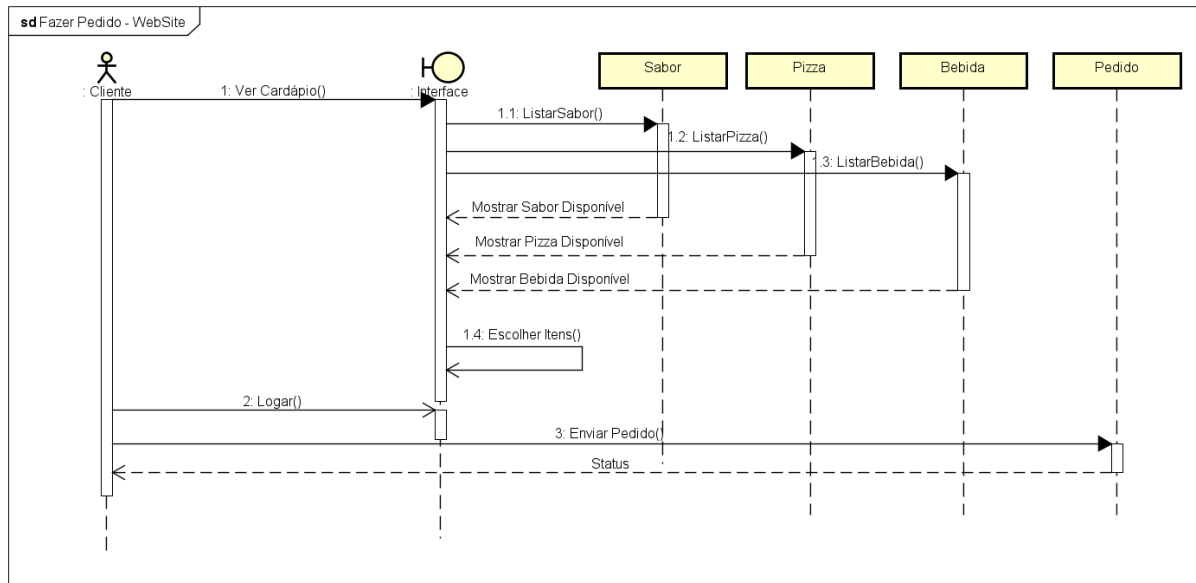 sd Fazer Pedido - WebSite
Sabor
Pizza
Bebida
Pedido
: Cliente
: Interface
1: Ver Cardápio()
1.1: ListarSabor()
1.2: ListarPizza()
1.3: ListarBebida()
Mostrar Sabor Disponível
Mostrar Pizza Disponível
Mostrar Bebida Disponível
1.4: Escolher Itens()
2: Logar()
3: Enviar Pedido()
Status